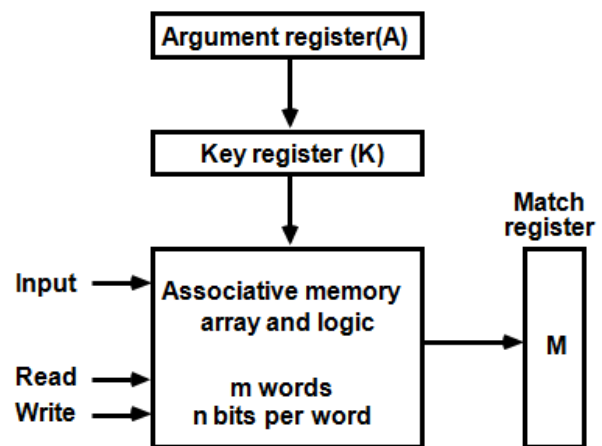 Argument register(A)
Key register (K)
Match
register
Input
Associative memory
array and logic
M
Read
m words
Write
n bits per word